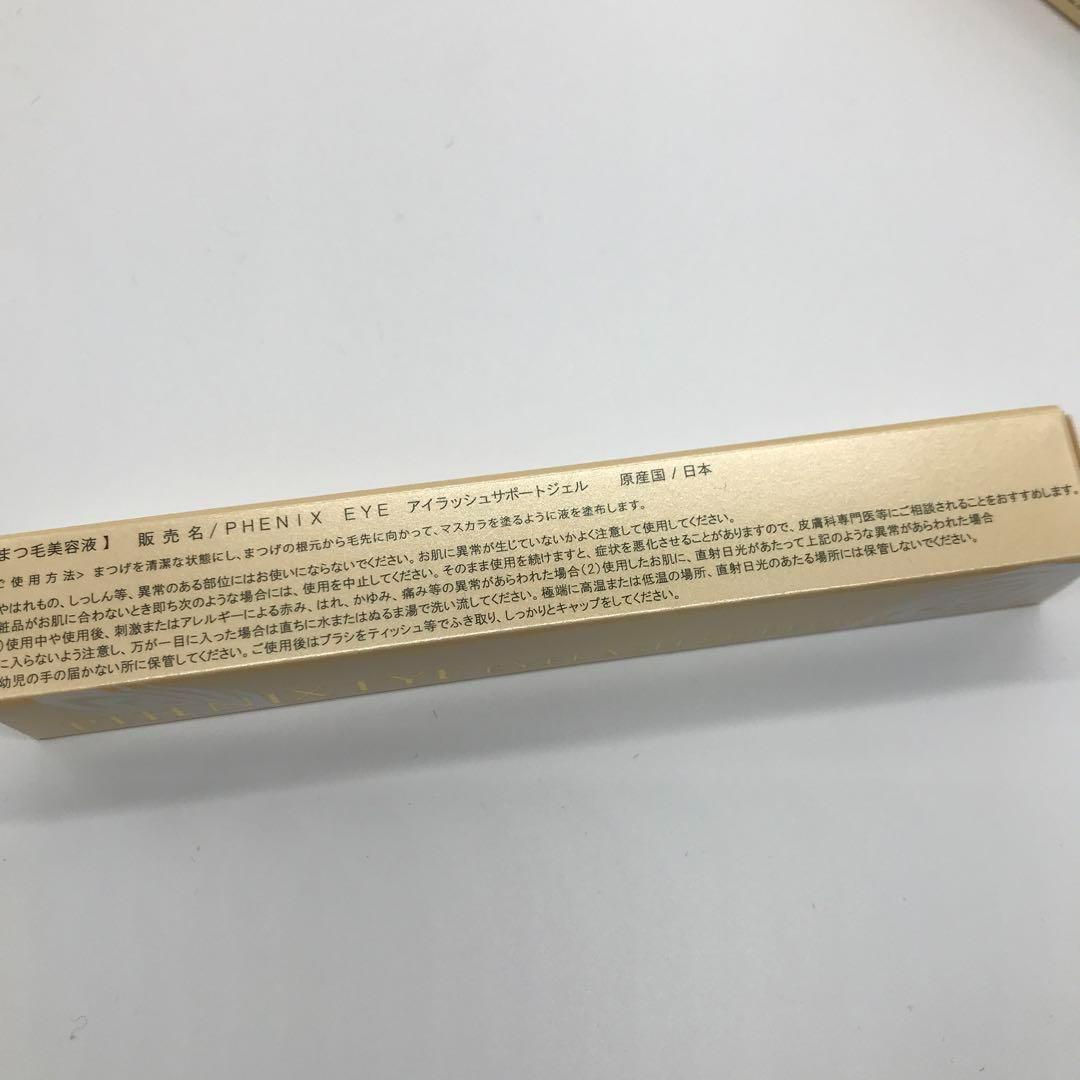 まつ毛美容液】 販売名/PHENIX EYE アイラッシュサポートジェル 原産国/日本
ご使用方法> まつげを清潔な状態にし、まつげの根元から毛先に向かって、マスカラを塗るように液を塗布します。
やはれもの、しっしん等、異常のある部位にはお使いにならないでください。お肌に異常が生じていないかよく注意して使用してください。
粧品がお肌に合わないとき即ち次のような場合には、使用を中止してください。そのまま使用を続けますと、症状を悪化させることがありますので、皮膚科専門医等にご相談されることをおすすめします。
)使用中や使用後、刺激またはアレルギーによる赤み、はれ、かゆみ、痛み等の異常があらわれた場合(2)使用したお肌に、直射日光があたって上記のような異常があらわれた場合
に入らないよう注意し、万が一目に入った場合は直ちに水またはぬるま湯で洗い流してください。極端に高温または低温の場所、直射日光のあたる場所には保管しないでください。
幼児の手の届かない所に保管してください。ご使用後はブラシをティッシュ等でふき取り、しっかりとキャップをしてください。
PHENIX EYE